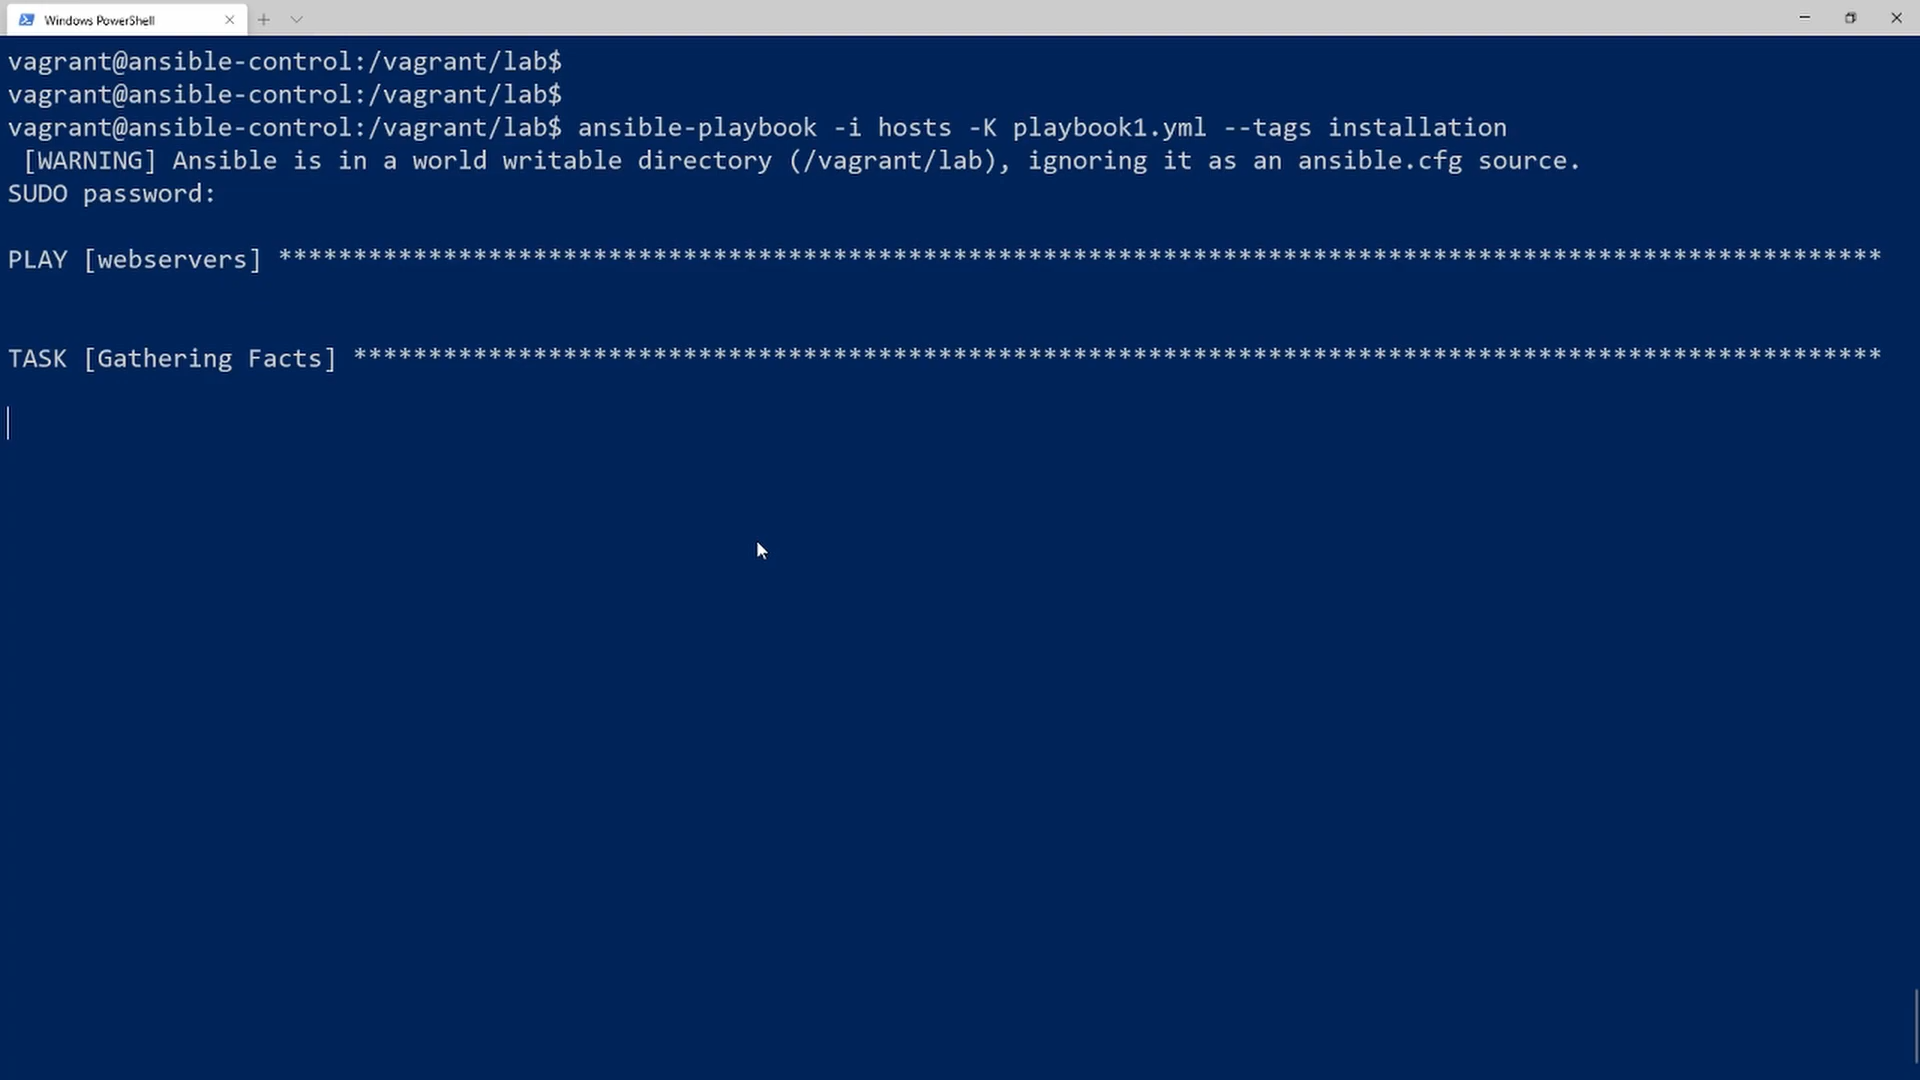 Windows PowerShell
vagrant@ansible-control:/vagrant/lab$
vagrant@ansible-control:/vagrant/lab$
vagrant@ansible-control:/vagrant/lab$ ansible-playbook -i hosts -K playbook1.yml --tags installation
[WARNING] Ansible is in a world writable directory (/vagrant/lab), ignoring it as an ansible.cfg source.
SUDO password:
PLAY [webservers] ***********************************************************************************************************
TASK [Gathering Facts] ******************************************************************************************************